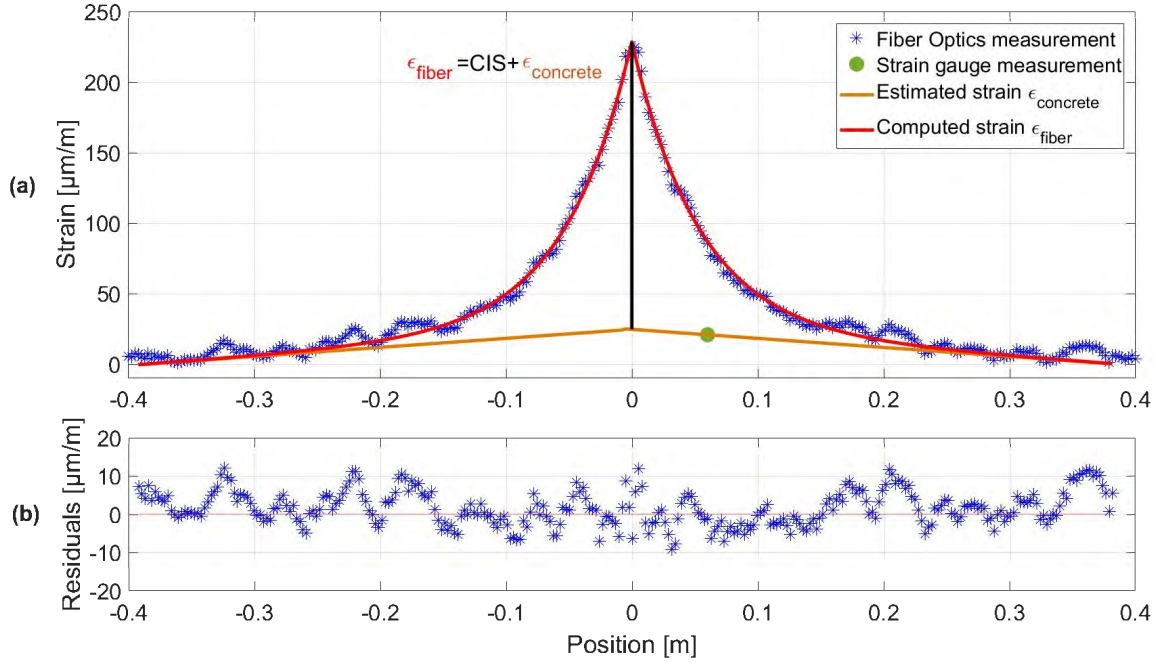 (a)
Strain [µm/m]
250
200
150
100
50
0
ϵfiber=CIS+ϵconcrete
Fiber Optics measurement
Strain gauge measurement
Estimated strain ϵconcrete
Computed strain ϵfiber
-0.4 -0.3 -0.2 -0.1 0 0.1 0.2 0.3 0.4
(b)
Residuals [µm/m]
20
10
0
-10
-20
-0.4 -0.3 -0.2 -0.1 0 0.1 0.2 0.3 0.4
Position [m]